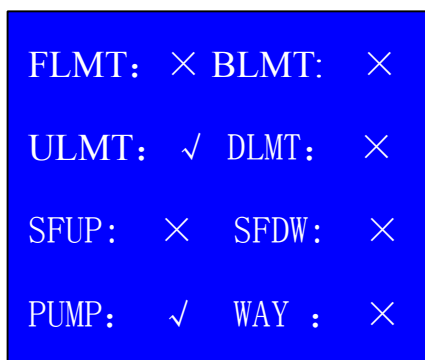 FLMT： × BLMT: ×
ULMT： √ DLMT： ×
SFUP: × SFDW: ×
PUMP： √ WAY ： ×